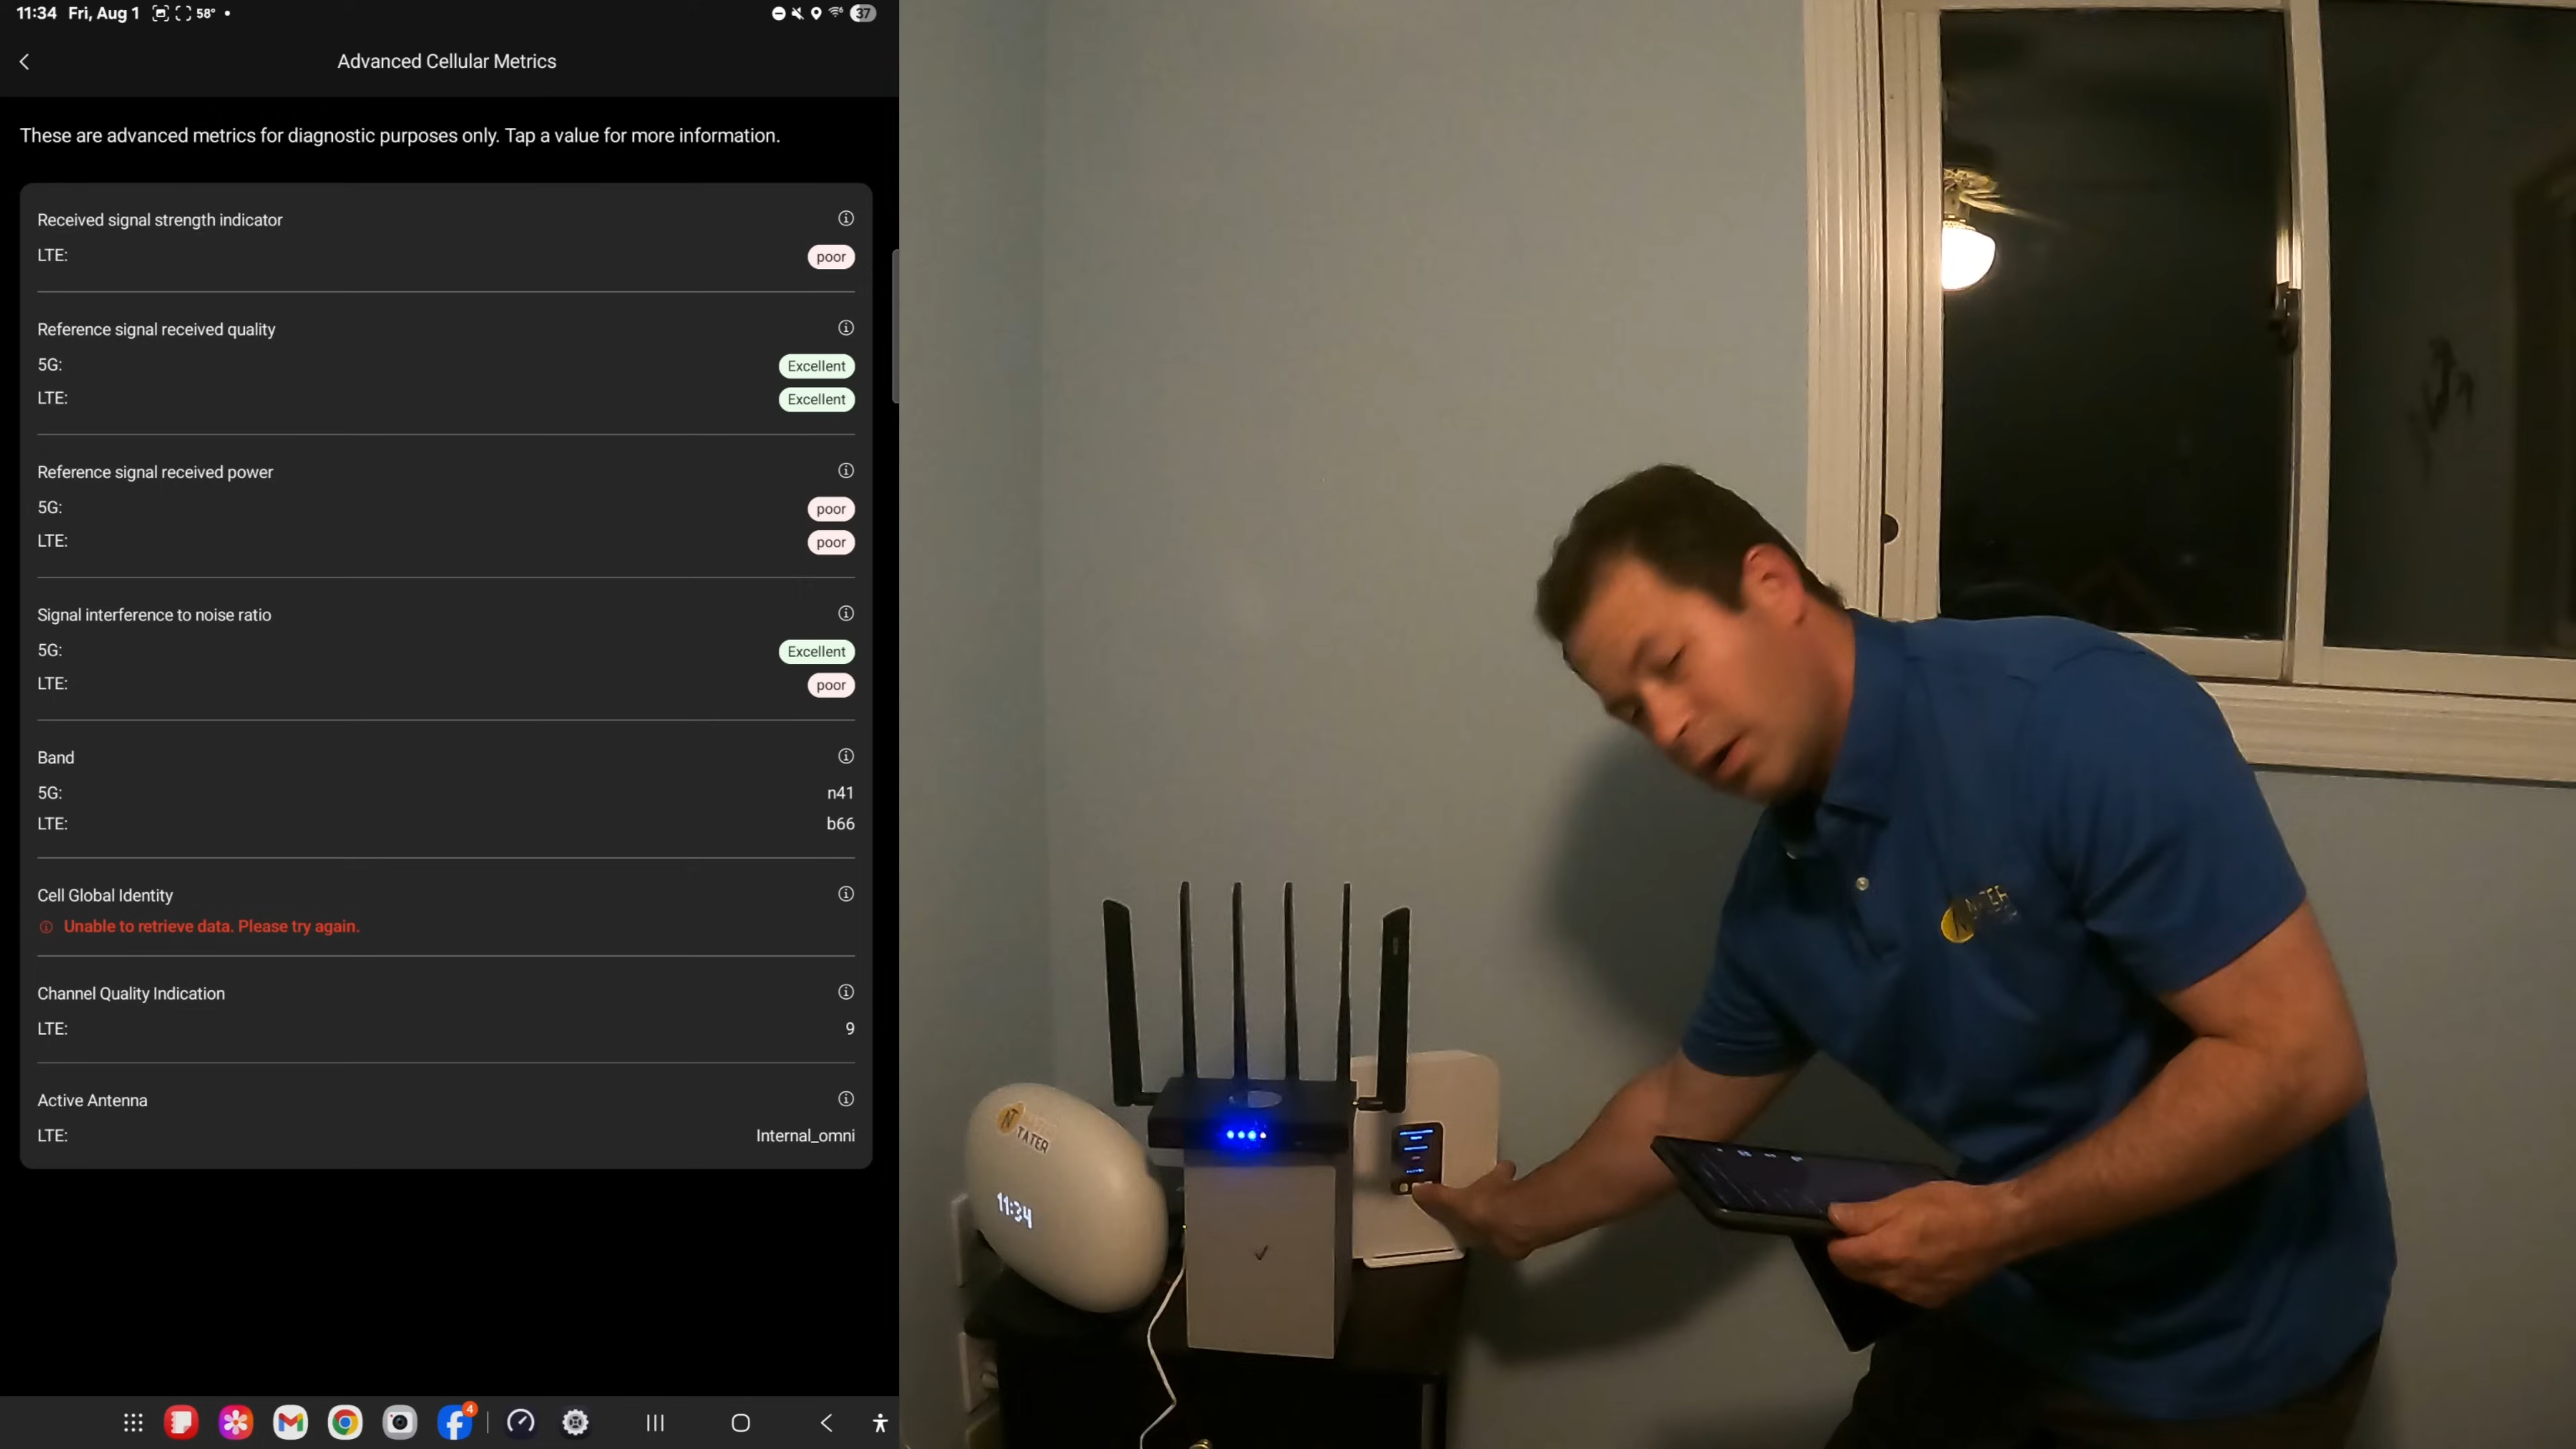 11:34 Fri, Aug 1 58°
37
Advanced Cellular Metrics
These are advanced metrics for diagnostic purposes only. Tap a value for more information.
Received signal strength indicator
LTE: poor
Reference signal received quality
5G: Excellent
LTE: Excellent
Reference signal received power
5G: poor
LTE: poor
Signal interference to noise ratio
5G: Excellent
LTE: poor
Band
5G: n41
LTE: b66
Cell Global Identity
Unable to retrieve data. Please try again.
Channel Quality Indication
LTE: 9
Active Antenna
LTE: Internal_omni
4
TATER
11:34